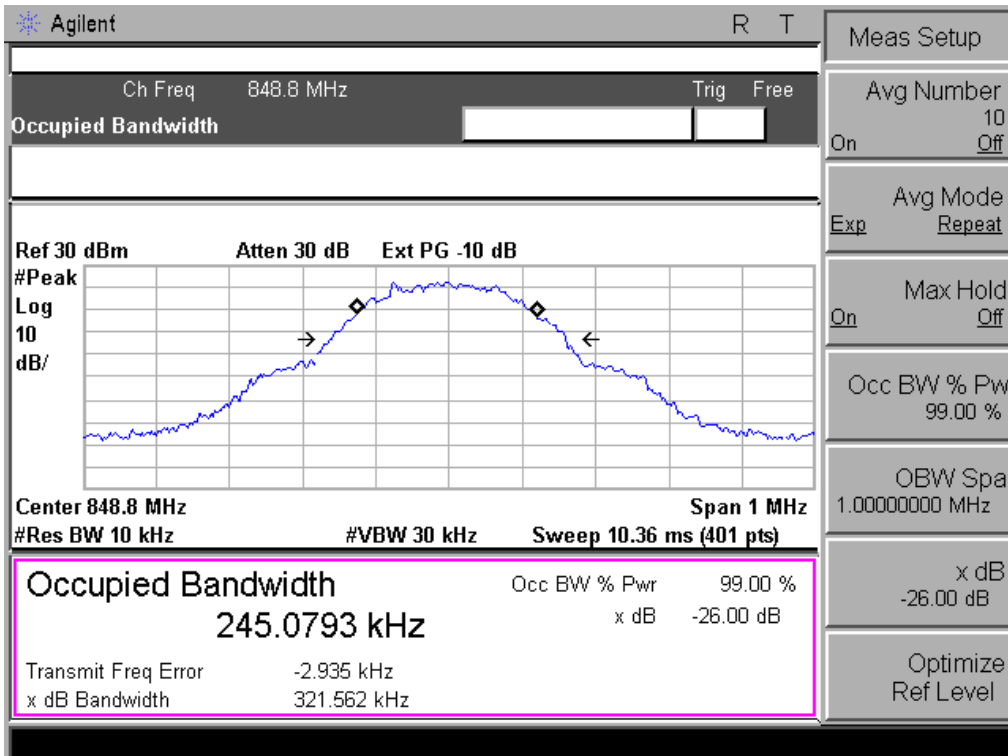 Agilent R T
Ch Freq 848.8 MHz Trig Free
Occupied Bandwidth
Ref 30 dBm Atten 30 dB Ext PG -10 dB
#Peak
Log
10
dB/
Center 848.8 MHz Span 1 MHz
#Res BW 10 kHz #VBW 30 kHz Sweep 10.36 ms (401 pts)
Occupied Bandwidth Occ BW % Pwr 99.00 %
245.0793 kHz x dB -26.00 dB
Transmit Freq Error -2.935 kHz
x dB Bandwidth 321.562 kHz
Meas Setup
Avg Number
10
On Off
Avg Mode
Exp Repeat
Max Hold
On Off
Occ BW % Pw
99.00 %
OBW Spa
1.00000000 MHz
x dB
-26.00 dB
Optimize
Ref Level